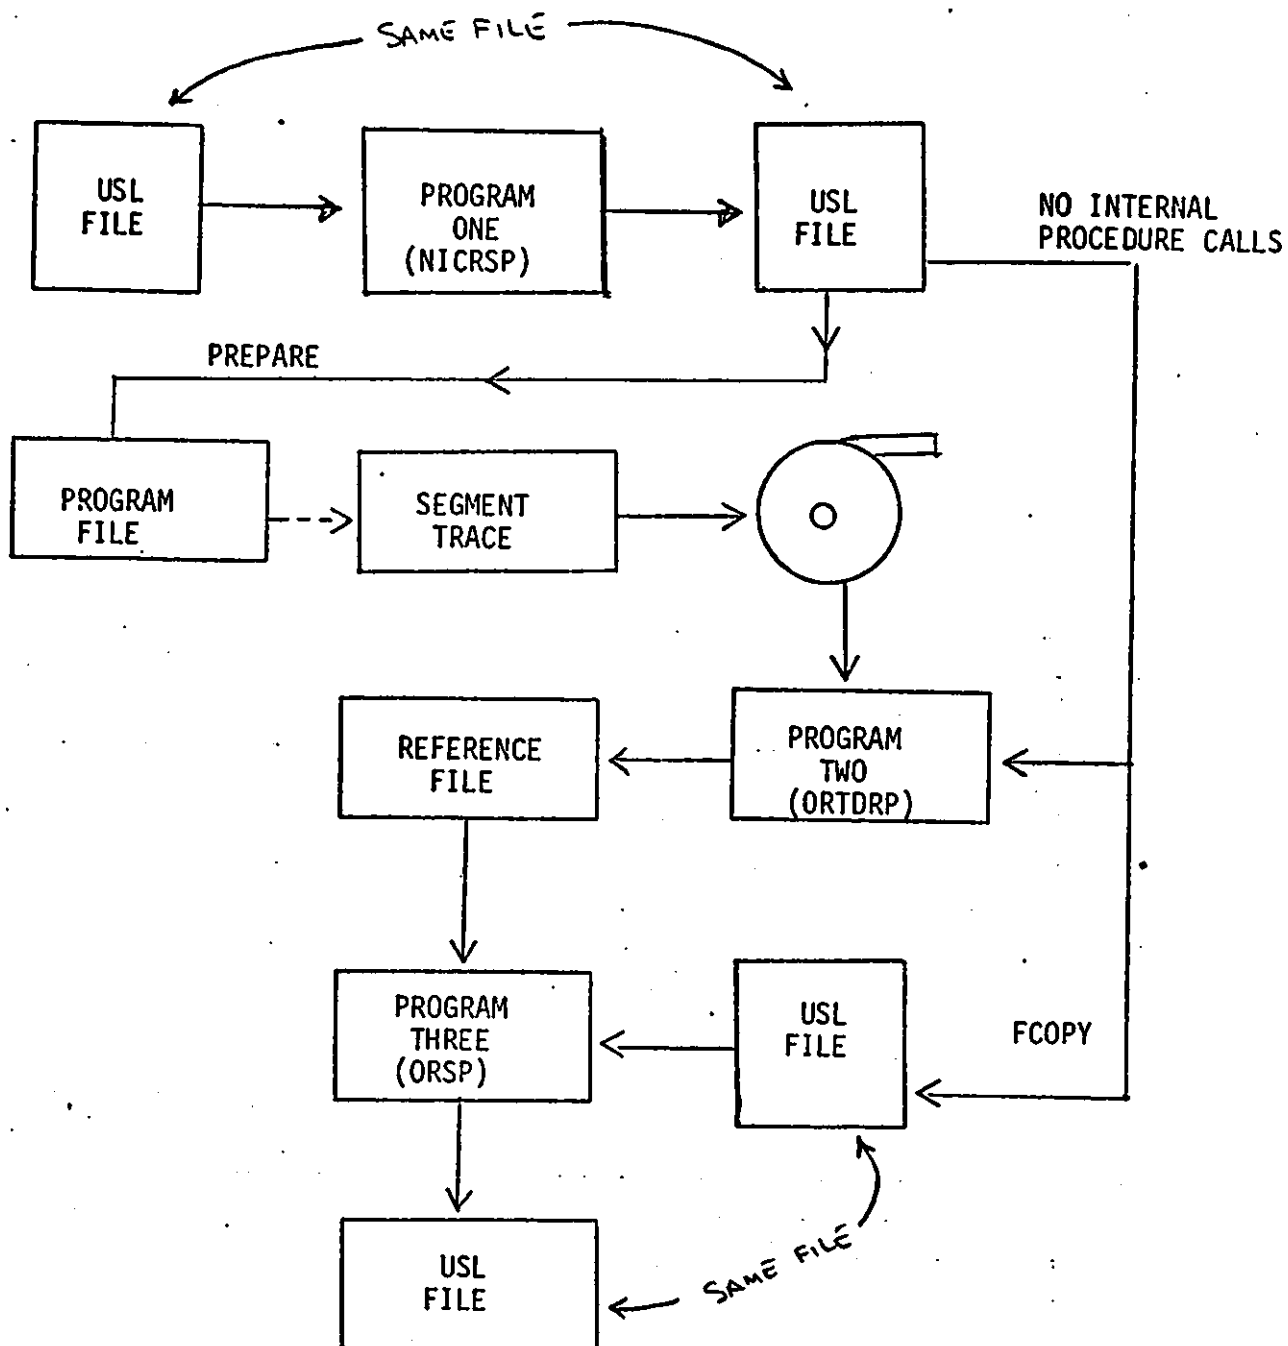 SAME FILE
USL
FILE
PROGRAM
ONE
(NICRSP)
USL
FILE
NO INTERNAL
PROCEDURE CALLS
PREPARE
PROGRAM
FILE
SEGMENT
TRACE
REFERENCE
FILE
PROGRAM
TWO
(ORTDRP)
PROGRAM
THREE
(ORSP)
USL
FILE
FCOPY
USL
FILE
SAME FILE